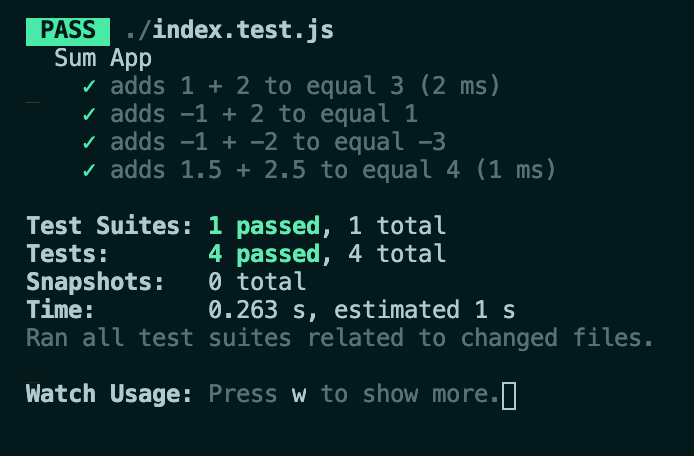 PASS ./index.test.js
Sum App
✓ adds 1 + 2 to equal 3 (2 ms)
✓ adds -1 + 2 to equal 1
✓ adds -1 + -2 to equal -3
✓ adds 1.5 + 2.5 to equal 4 (1 ms)
Test Suites: 1 passed, 1 total
Tests: 4 passed, 4 total
Snapshots: 0 total
Time: 0.263 s, estimated 1 s
Ran all test suites related to changed files.
Watch Usage: Press w to show more.